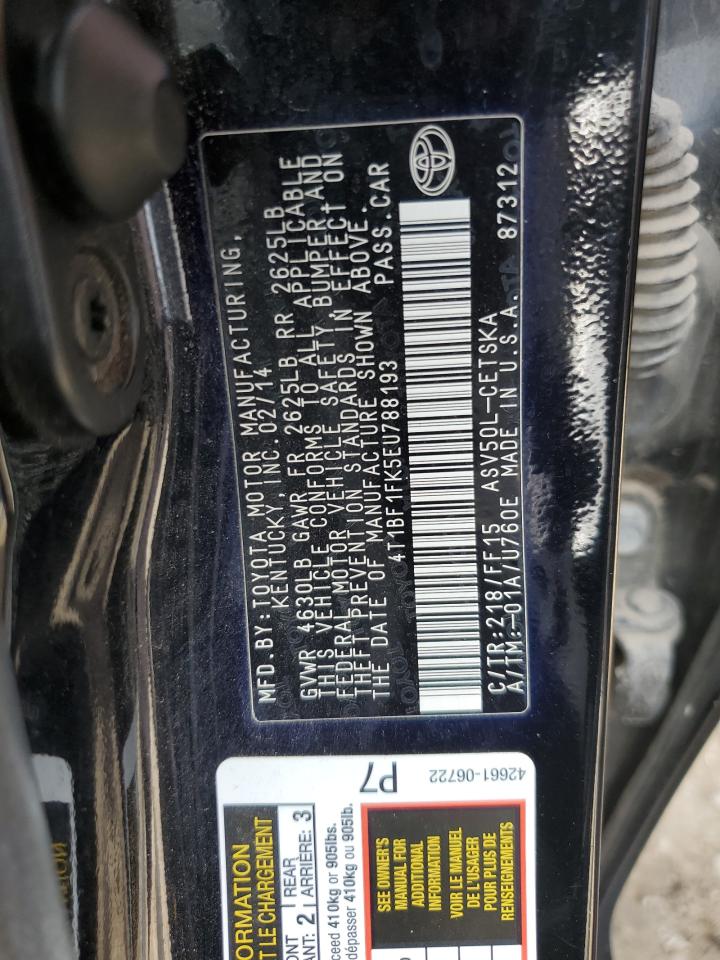 MFD.BY:TOYOTA MOTOR MANUFACTURING,
KENTUCKY, INC.02/14
GVWR 4630LB GAWR FR 2625LB RR 2625LB
THIS VEHICLE CONFORMS TO ALL APPLICABLE
FEDERAL MOTOR VEHICLE SAFETY, BUMPER AND
THEFT PREVENTION STANDARDS IN EFFECT ON
THE DATE OF MANUFACTURE SHOWN ABOVE.
4T1BF1FK5EU788193 PASS.CAR
C/TR:218/FF15 ASV50L-CETSKA
A/TM:-01A/U760E MADE IN U.S.A. 87312
P7
42661-06722
ORMATION
T LE CHARGEMENT
ONT
ANT: 2
REAR
ARRIÈRE: 3
ceed 410kg or 905lbs.
dépasser 410kg ou 905lb.
SEE OWNER'S
MANUAL FOR
ADDITIONAL
INFORMATION
VOIR LE MANUEL
DE L'USAGER
POUR PLUS DE
RENSEIGNEMENTS